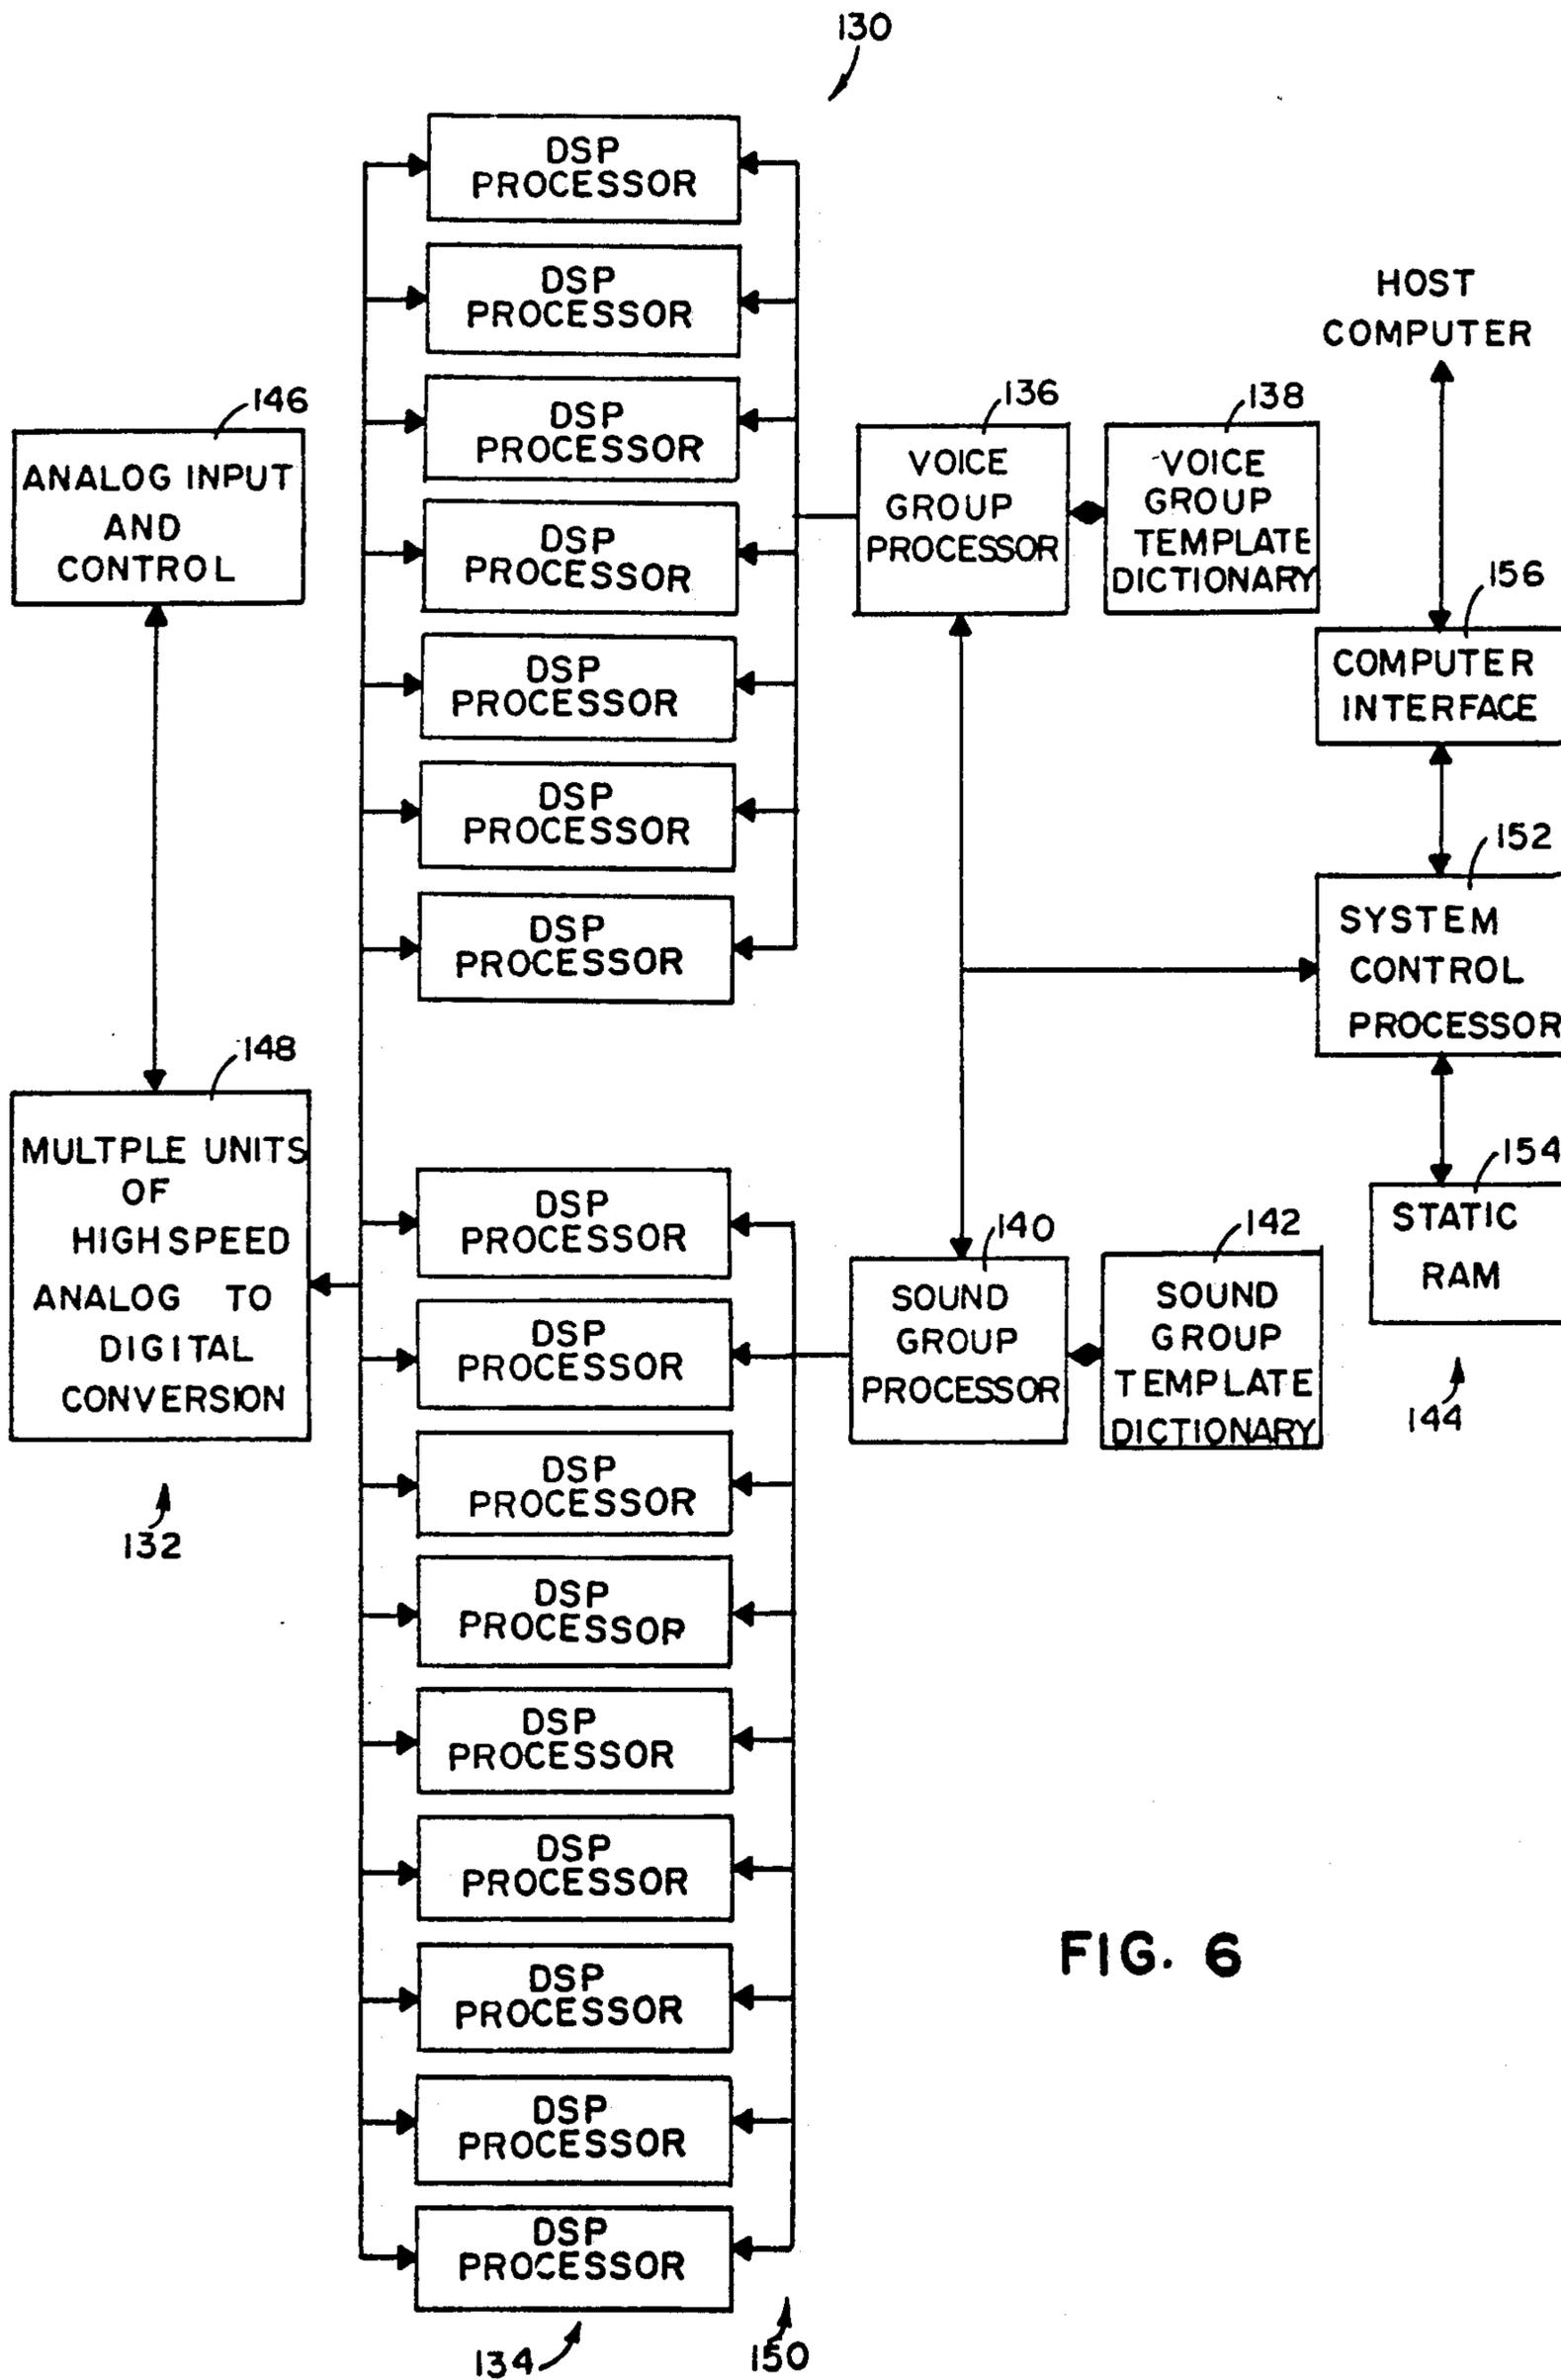 130
DSP
PROCESSOR
DSP
PROCESSOR
DSP
PROCESSOR
DSP
PROCESSOR
DSP
PROCESSOR
DSP
PROCESSOR
DSP
PROCESSOR
146
ANALOG INPUT
AND
CONTROL
148
MULTPLE UNITS
OF
HIGH SPEED
ANALOG TO
DIGITAL
CONVERSION
132
136
VOICE
GROUP
PROCESSOR
138
VOICE
GROUP
TEMPLATE
DICTIONARY
HOST
COMPUTER
156
COMPUTER
INTERFACE
152
SYSTEM
CONTROL
PROCESSOR
154
STATIC
RAM
144
DSP
PROCESSOR
DSP
PROCESSOR
DSP
PROCESSOR
DSP
PROCESSOR
DSP
PROCESSOR
DSP
PROCESSOR
DSP
PROCESSOR
DSP
PROCESSOR
DSP
PROCESSOR
140
SOUND
GROUP
PROCESSOR
142
SOUND
GROUP
TEMPLATE
DICTIONARY
134
150
FIG. 6